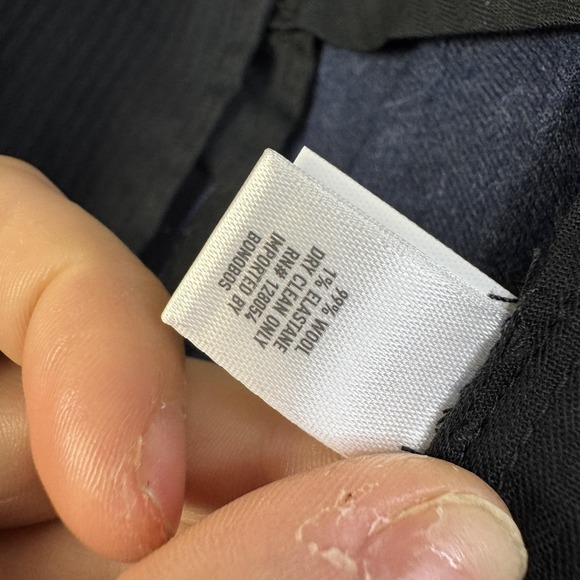 99% WOOL
1% ELASTANE
DRY CLEAN ONLY
RN# 128054
IMPORTED BY
BONOBOS